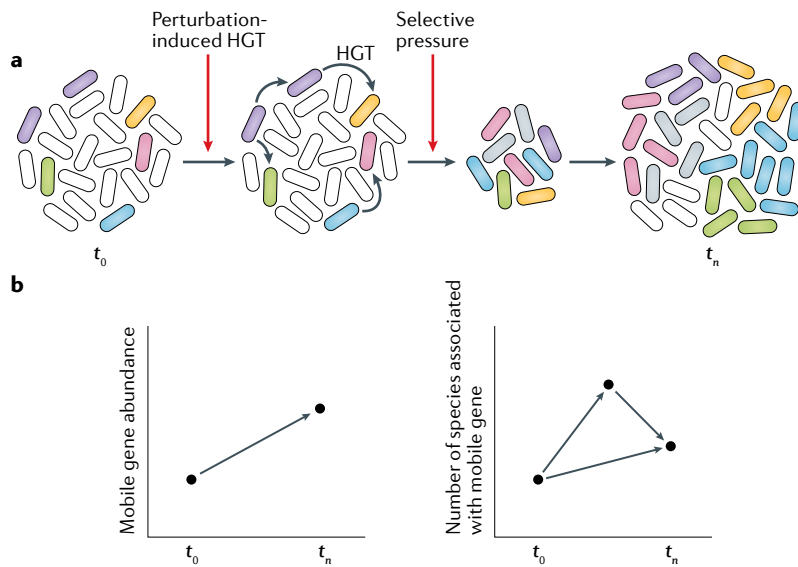 Perturbation-
induced HGT
Selective
pressure
a
HGT
t0
tn
b
Mobile gene abundance
t0
tn
Number of species associated
with mobile gene
t0
tn